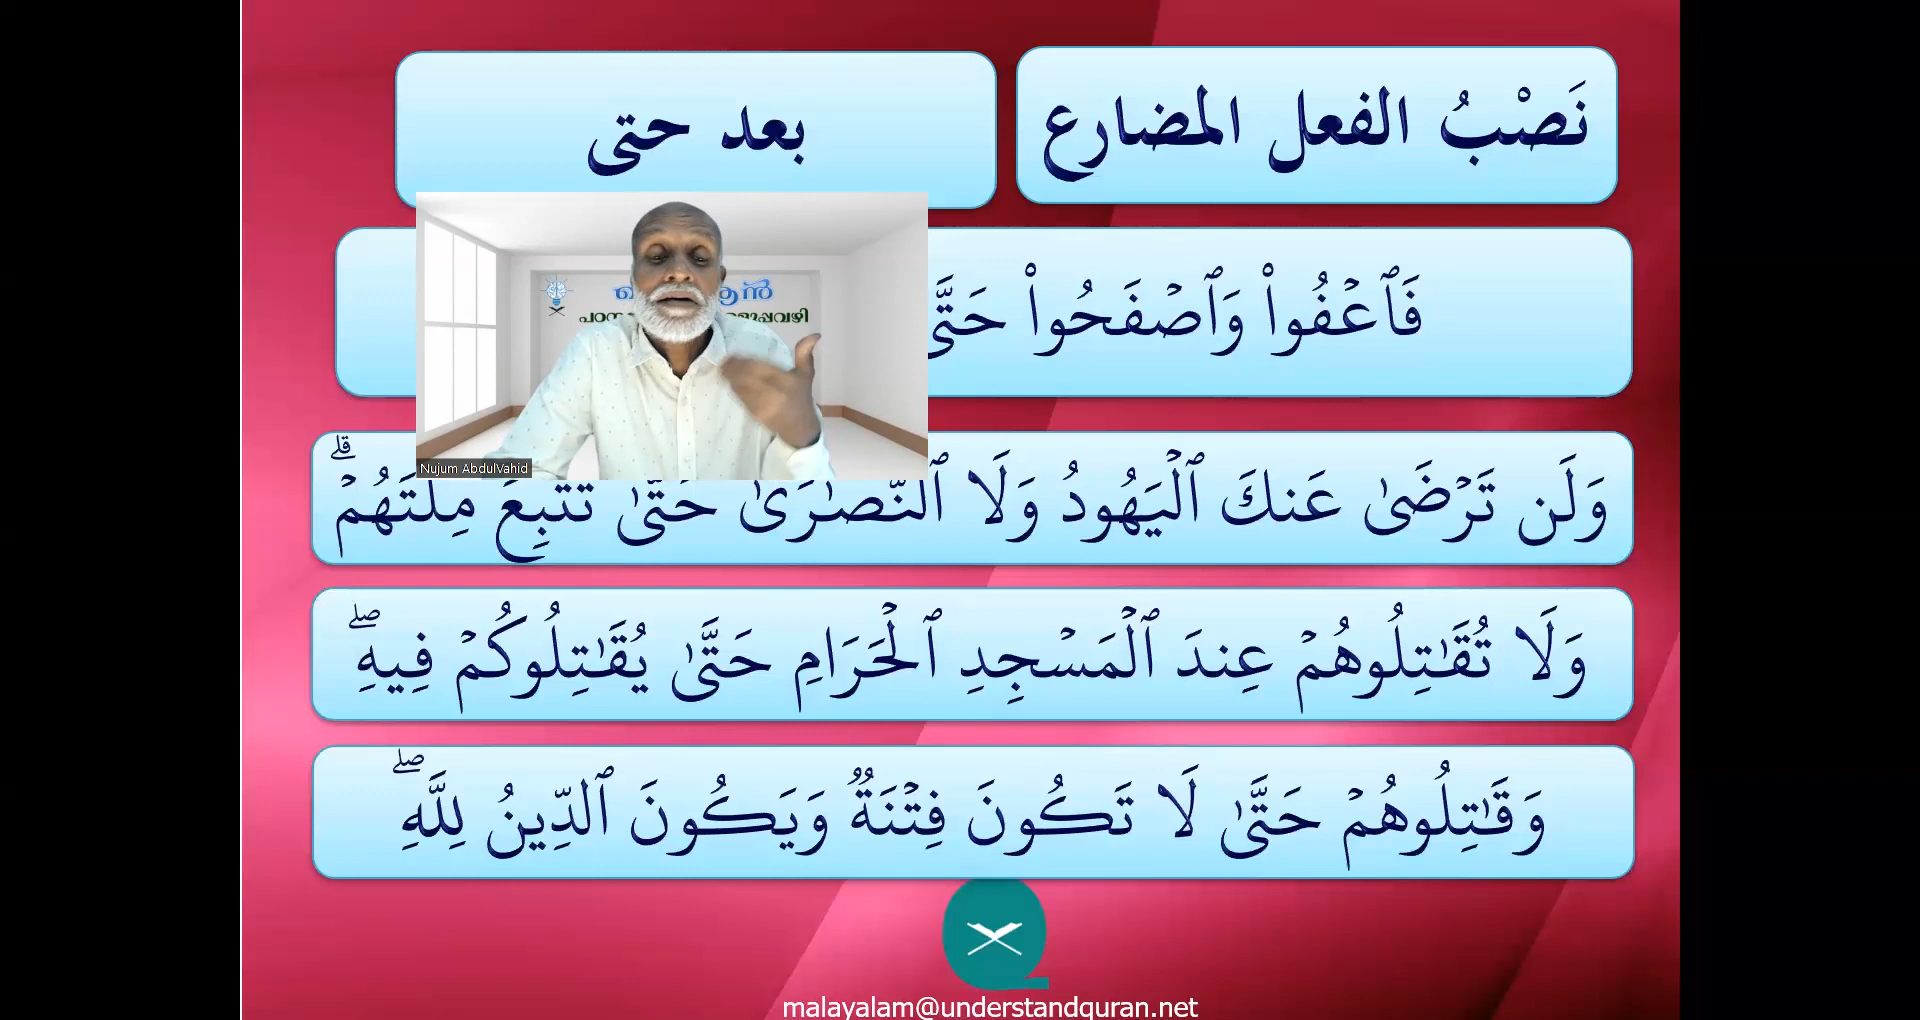 نَصْبُ الفعل المضارع
بعد حتى
فَٱعْفُوا۟ وَٱصْفَحُوا۟ حَتَّىٰ
Nujum AbdulVahid
وَلَن تَرْضَىٰ عَنكَ ٱلْيَهُودُ وَلَا ٱلنَّصَـٰرَىٰ حَتَّىٰ تَتَّبِعَ مِلَّتَهُمْ ۗ
وَلَا تُقَـٰتِلُوهُمْ عِندَ ٱلْمَسْجِدِ ٱلْحَرَامِ حَتَّىٰ يُقَـٰتِلُوكُمْ فِيهِ ۖ
وَقَـٰتِلُوهُمْ حَتَّىٰ لَا تَكُونَ فِتْنَةٌ وَيَكُونَ ٱلدِّينُ لِلَّهِ ۖ
malayalam@understandquran.net